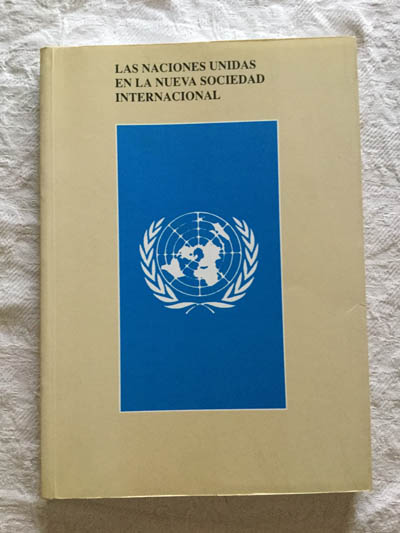 LAS NACIONES UNIDAS
EN LA NUEVA SOCIEDAD
INTERNACIONAL